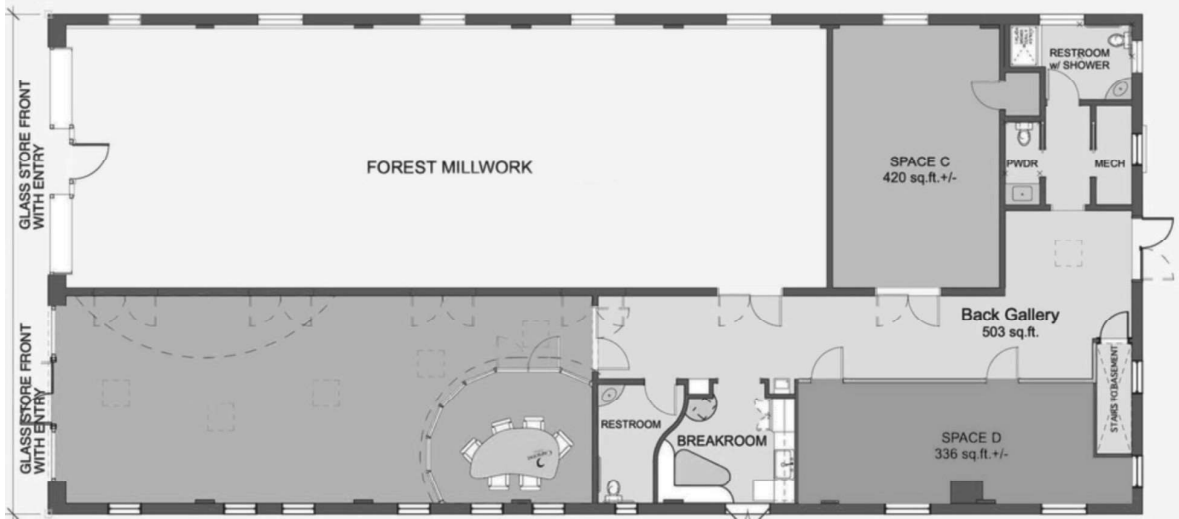 GLASS STORE FRONT
WITH ENTRY
FOREST MILLWORK
SPACE C
420 sq.ft.+/-
RESTROOM
w/ SHOWER
PWDR
MECH
Back Gallery
503 sq.ft.
GLASS STORE FRONT
WITH ENTRY
RESTROOM
BREAKROOM
SPACE D
336 sq.ft.+/-
STAIRS TO BASEMENT